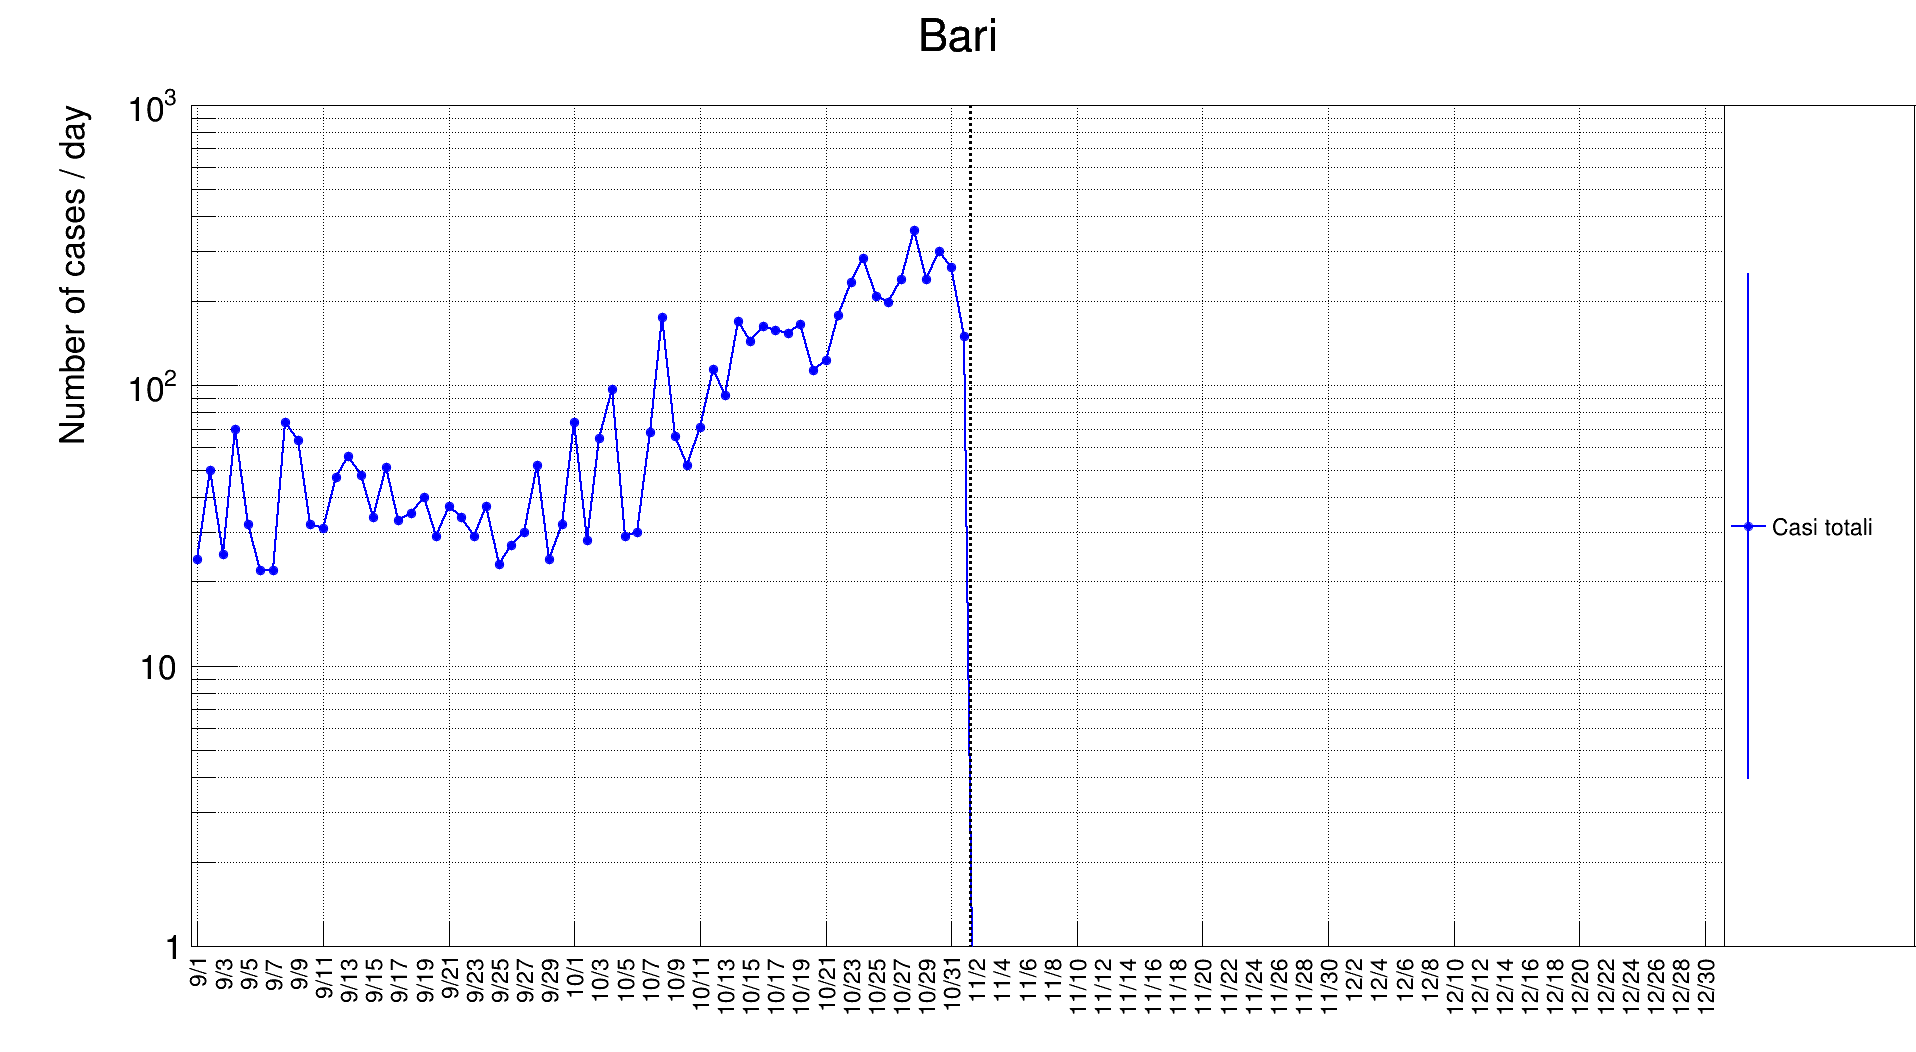 Bari
Number of cases / day
10³
10²
10
1
9/1 9/3 9/5 9/7 9/9 9/11 9/13 9/15 9/17 9/19 9/21 9/23 9/25 9/27 9/29 10/1 10/3 10/5 10/7 10/9 10/11 10/13 10/15 10/17 10/19 10/21 10/23 10/25 10/27 10/29 10/31 11/2 11/4 11/6 11/8 11/10 11/12 11/14 11/16 11/18 11/20 11/22 11/24 11/26 11/28 11/30 12/2 12/4 12/6 12/8 12/10 12/12 12/14 12/16 12/18 12/20 12/22 12/24 12/26 12/28 12/30
Casi totali